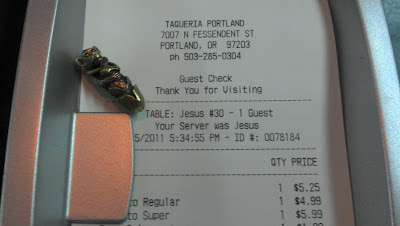 TAQUERIA PORTLAND
7007 N FESSENDENT ST
PORTLAND, OR 97203
ph 503-285-0304
Guest Check
Thank You for Visiting
TABLE: Jesus #30 - 1 Guest
Your Server was Jesus
5/2011 5:34:55 PM - ID #: 0078184
QTY PRICE
1 $5.25
Regular 1 $4.99
Super 1 $5.99